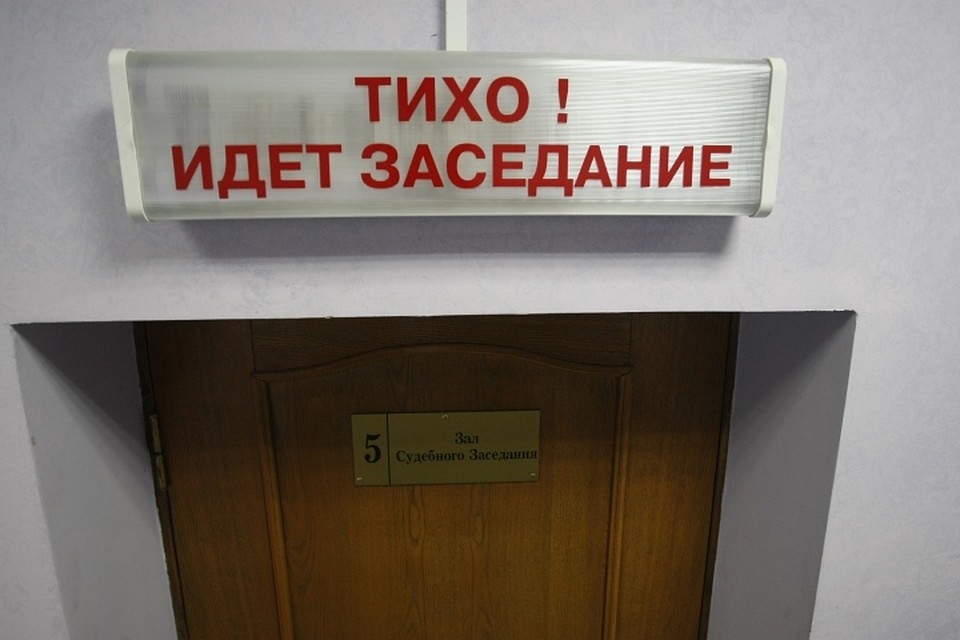 ТИХО !
ИДЕТ ЗАСЕДАНИЕ
5
Зал
Судебного Заседания